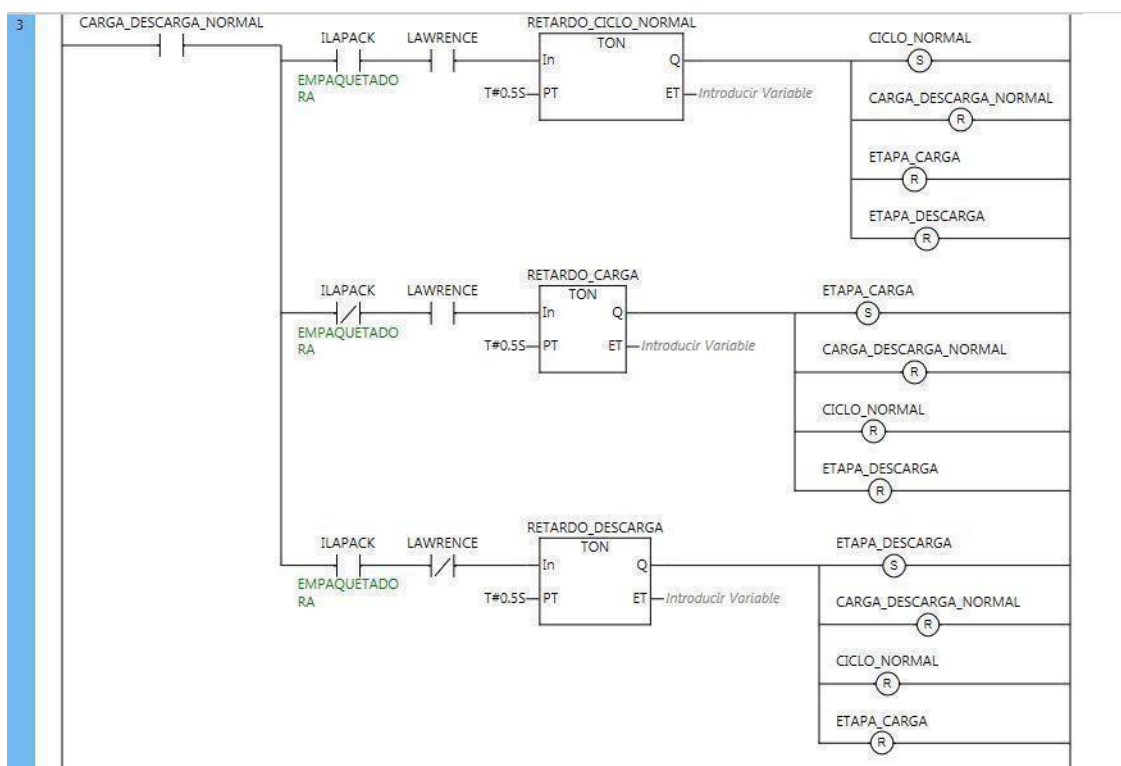 3
CARGA_DESCARGA_NORMAL
ILAPACK
LAWRENCE
EMPAQUETADO
RA
RETARDO_CICLO_NORMAL
TON
In
Q
T#0.5S
PT
ET
Introducir Variable
CICLO_NORMAL
S
CARGA_DESCARGA_NORMAL
R
ETAPA_CARGA
R
ETAPA_DESCARGA
R
ILAPACK
LAWRENCE
EMPAQUETADO
RA
RETARDO_CARGA
TON
In
Q
T#0.5S
PT
ET
Introducir Variable
ETAPA_CARGA
S
CARGA_DESCARGA_NORMAL
R
CICLO_NORMAL
R
ETAPA_DESCARGA
R
ILAPACK
LAWRENCE
EMPAQUETADO
RA
RETARDO_DESCARGA
TON
In
Q
T#0.5S
PT
ET
Introducir Variable
ETAPA_DESCARGA
S
CARGA_DESCARGA_NORMAL
R
CICLO_NORMAL
R
ETAPA_CARGA
R